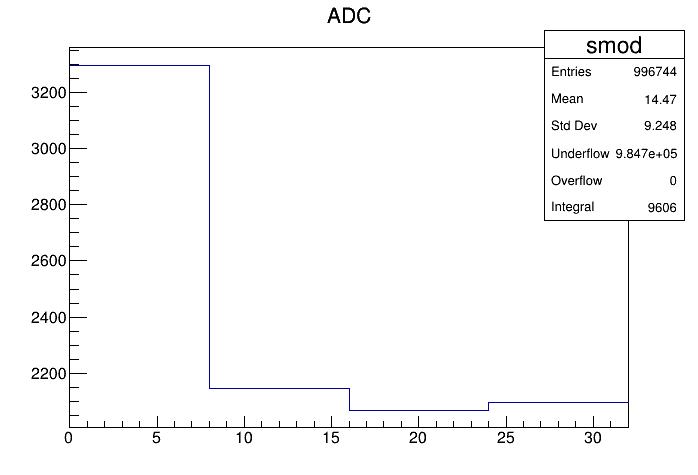 ADC
smod
Entries 996744
Mean 14.47
Std Dev 9.248
Underflow 9.847e+05
Overflow 0
Integral 9606
3200
3000
2800
2600
2400
2200
0 5 10 15 20 25 30